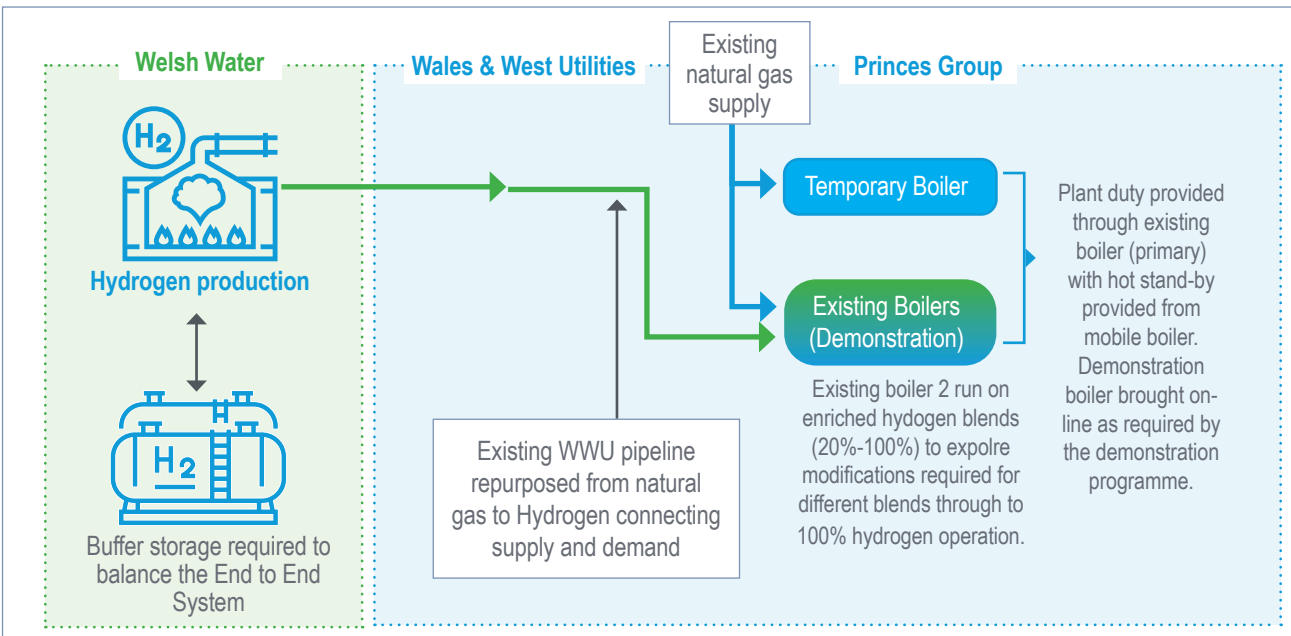 Welsh Water
H2
Hydrogen production
H2
Buffer storage required to
balance the End to End
System
Wales & West Utilities
Existing WWU pipeline
repurposed from natural
gas to Hydrogen connecting
supply and demand
Existing
natural gas
supply
Princes Group
Temporary Boiler
Existing Boilers
(Demonstration)
Existing boiler 2 run on
enriched hydogen blends
(20%-100%) to expolre
modifications required for
different blends through to
100% hydrogen operation.
Plant duty provided
through existing
boiler (primary)
with hot stand-by
provided from
mobile boiler.
Demonstration
boiler brought on-
line as required by
the demonstration
programme.